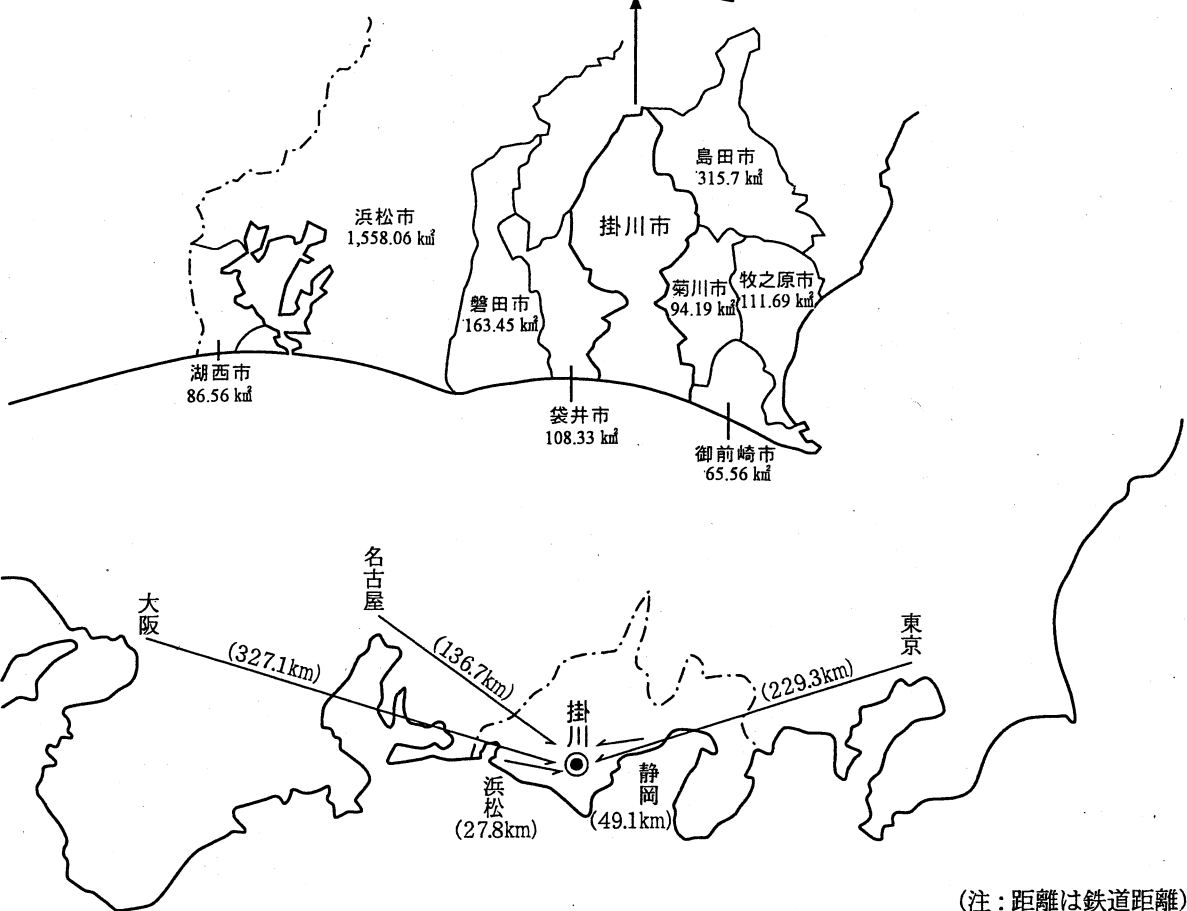 島田市
315.7 ㎢
浜松市
1,558.06 ㎢
掛川市
菊川市
94.19 ㎢
牧之原市
111.69 ㎢
磐田市
163.45 ㎢
湖西市
86.56 ㎢
袋井市
108.33 ㎢
御前崎市
65.56 ㎢
大阪
(327.1km)
名古屋
(136.7km)
東京
(229.3km)
掛川
浜松
(27.8km)
静岡
(49.1km)
(注：距離は鉄道距離)